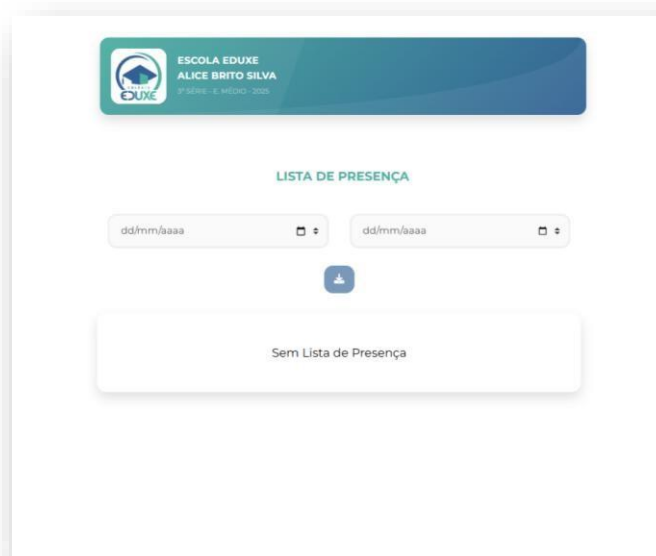 ESCOLA EDUXE
ALICE BRITO SILVA
3ª SÉRIE - E. MÉDIO - 2025
EDUXE
LISTA DE PRESENÇA
dd/mm/aaaa
dd/mm/aaaa
Sem Lista de Presença